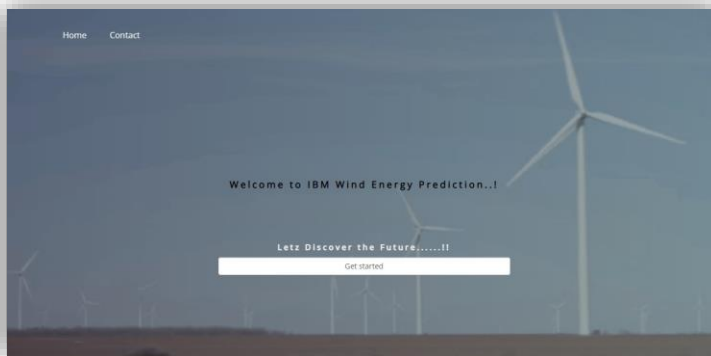 Home Contact
Welcome to IBM Wind Energy Prediction..!
Letz Discover the Future......!!
Get started